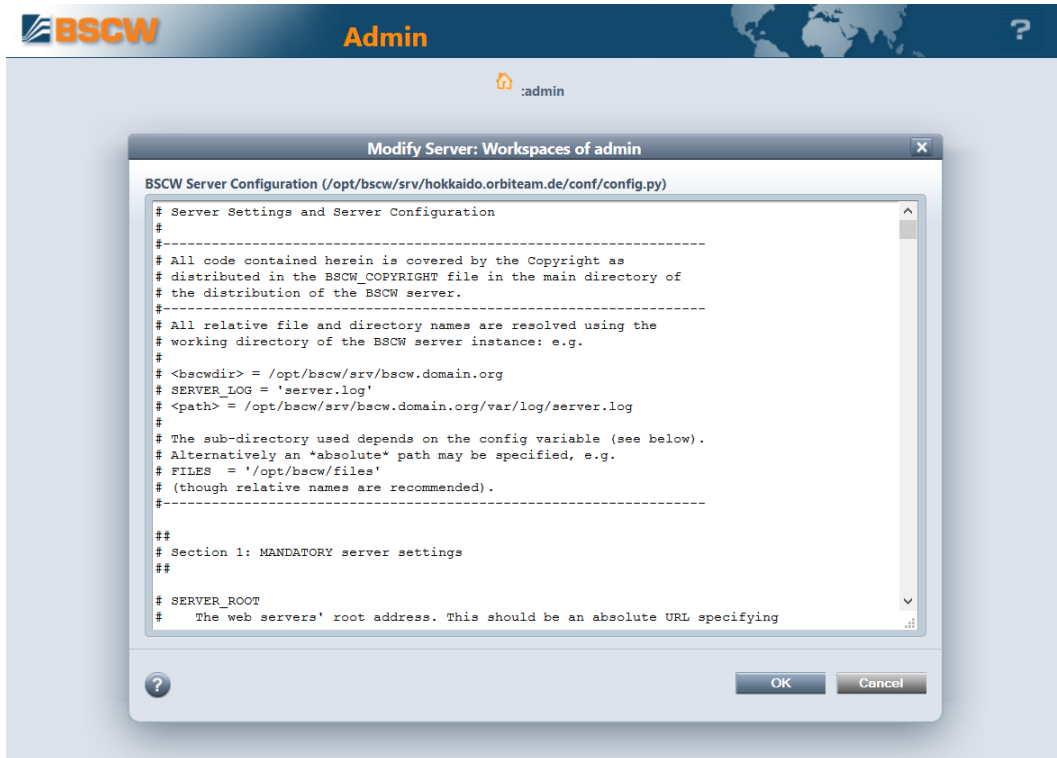 BSCW
Admin
?
:admin
Modify Server: Workspaces of admin
x
BSCW Server Configuration (/opt/bscw/srv/hokkaido.orbiteam.de/conf/config.py)
# Server Settings and Server Configuration
#
#-------------------------------------------------------------------
# All code contained herein is covered by the Copyright as
# distributed in the BSCW_COPYRIGHT file in the main directory of
# the distribution of the BSCW server.
#-------------------------------------------------------------------
# All relative file and directory names are resolved using the
# working directory of the BSCW server instance: e.g.
#
# <bscwdir> = /opt/bscw/srv/bscw.domain.org
# SERVER_LOG = 'server.log'
# <path> = /opt/bscw/srv/bscw.domain.org/var/log/server.log
#
# The sub-directory used depends on the config variable (see below).
# Alternatively an *absolute* path may be specified, e.g.
# FILES  = '/opt/bscw/files'
# (though relative names are recommended).
#-------------------------------------------------------------------
##
# Section 1: MANDATORY server settings
##
# SERVER_ROOT
#    The web servers' root address. This should be an absolute URL specifying
?
OK
Cancel